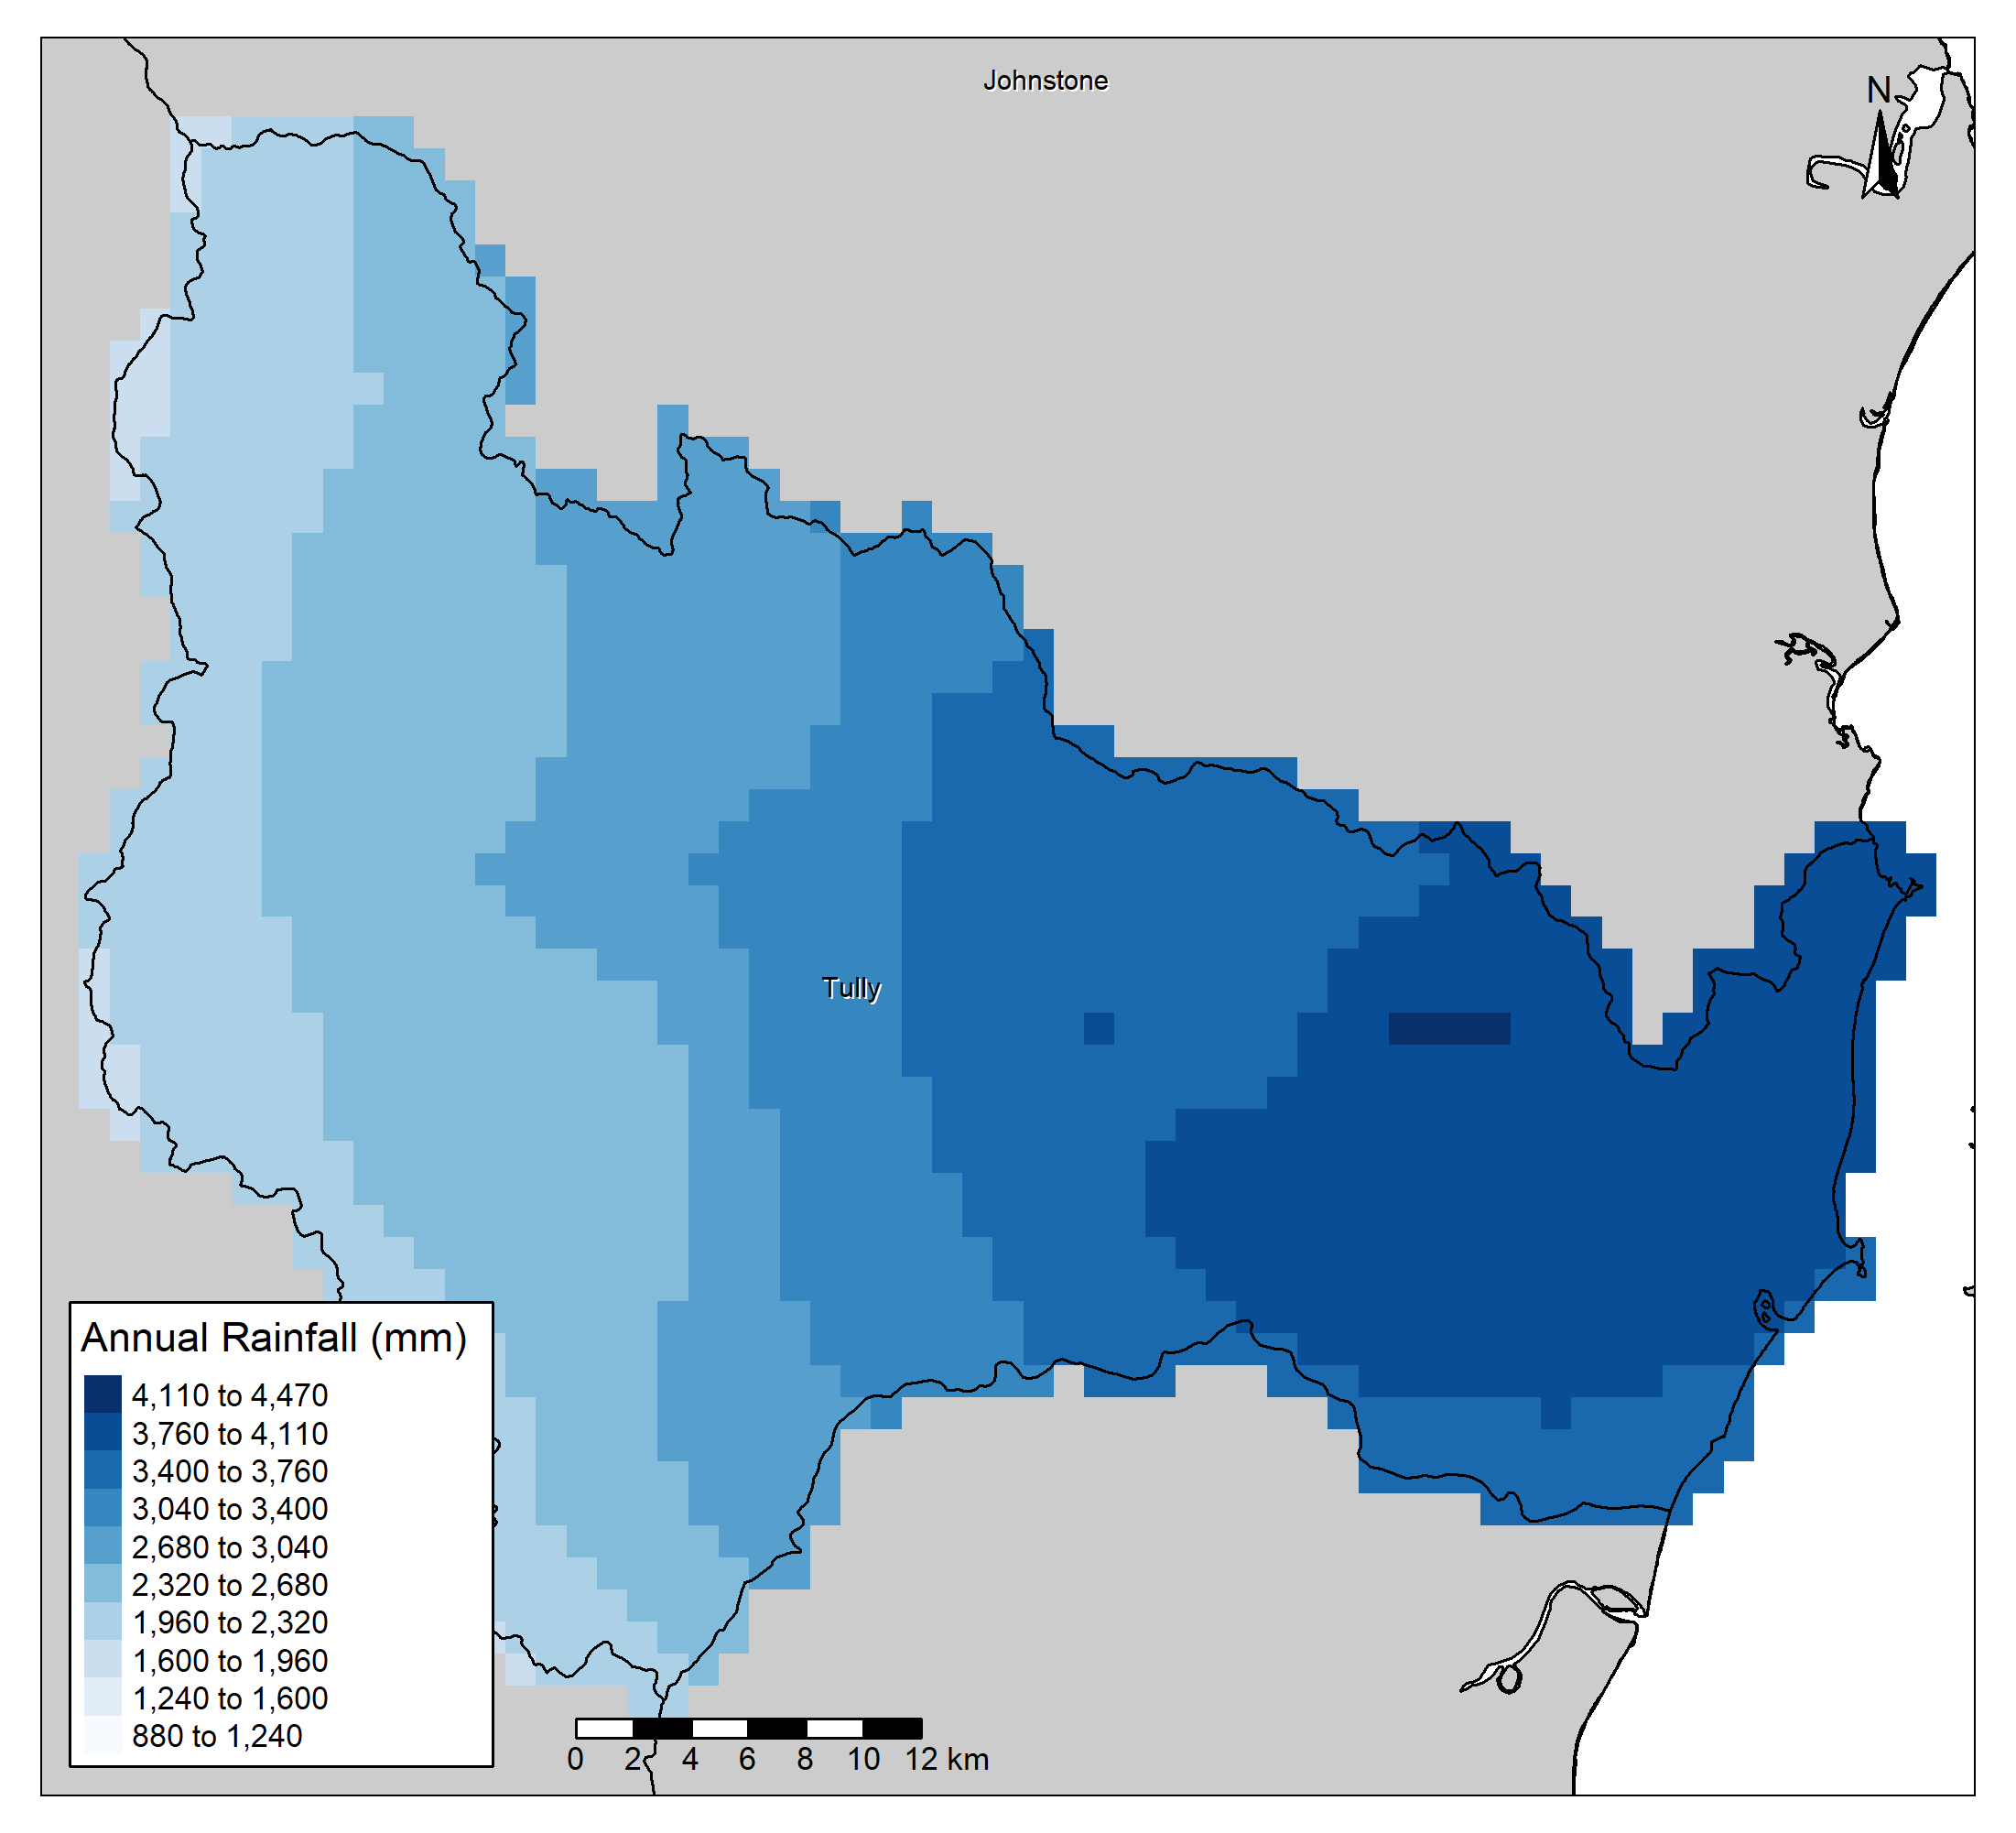 Johnstone
N
Tully
Annual Rainfall (mm)
4,110 to 4,470
3,760 to 4,110
3,400 to 3,760
3,040 to 3,400
2,680 to 3,040
2,320 to 2,680
1,960 to 2,320
1,600 to 1,960
1,240 to 1,600
880 to 1,240
0 2 4 6 8 10 12 km